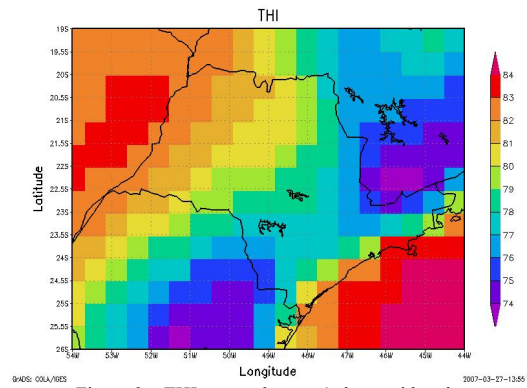 THI
19S
19.5S
20S
20.5S
21S
21.5S
22S
22.5S
23S
23.5S
24S
24.5S
25S
25.5S
26S
Latitude
54W
53W
52W
51W
50W
49W
48W
47W
46W
45W
44W
Longitude
84
83
82
81
80
79
78
77
76
75
74
GrADS: COLA/IGES
2007-03-27-13:55